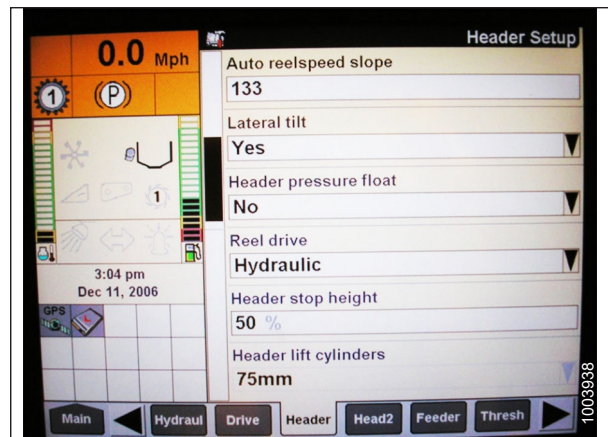 0.0 Mph
Header Setup
1
(P)
Auto reelspeed slope
133
Lateral tilt
Yes
Header pressure float
No
1
Reel drive
Hydraulic
3:04 pm
Dec 11, 2006
Header stop height
50 %
GPS
Header lift cylinders
75mm
Main
Hydraul
Drive
Header
Head2
Feeder
Thresh
1003938